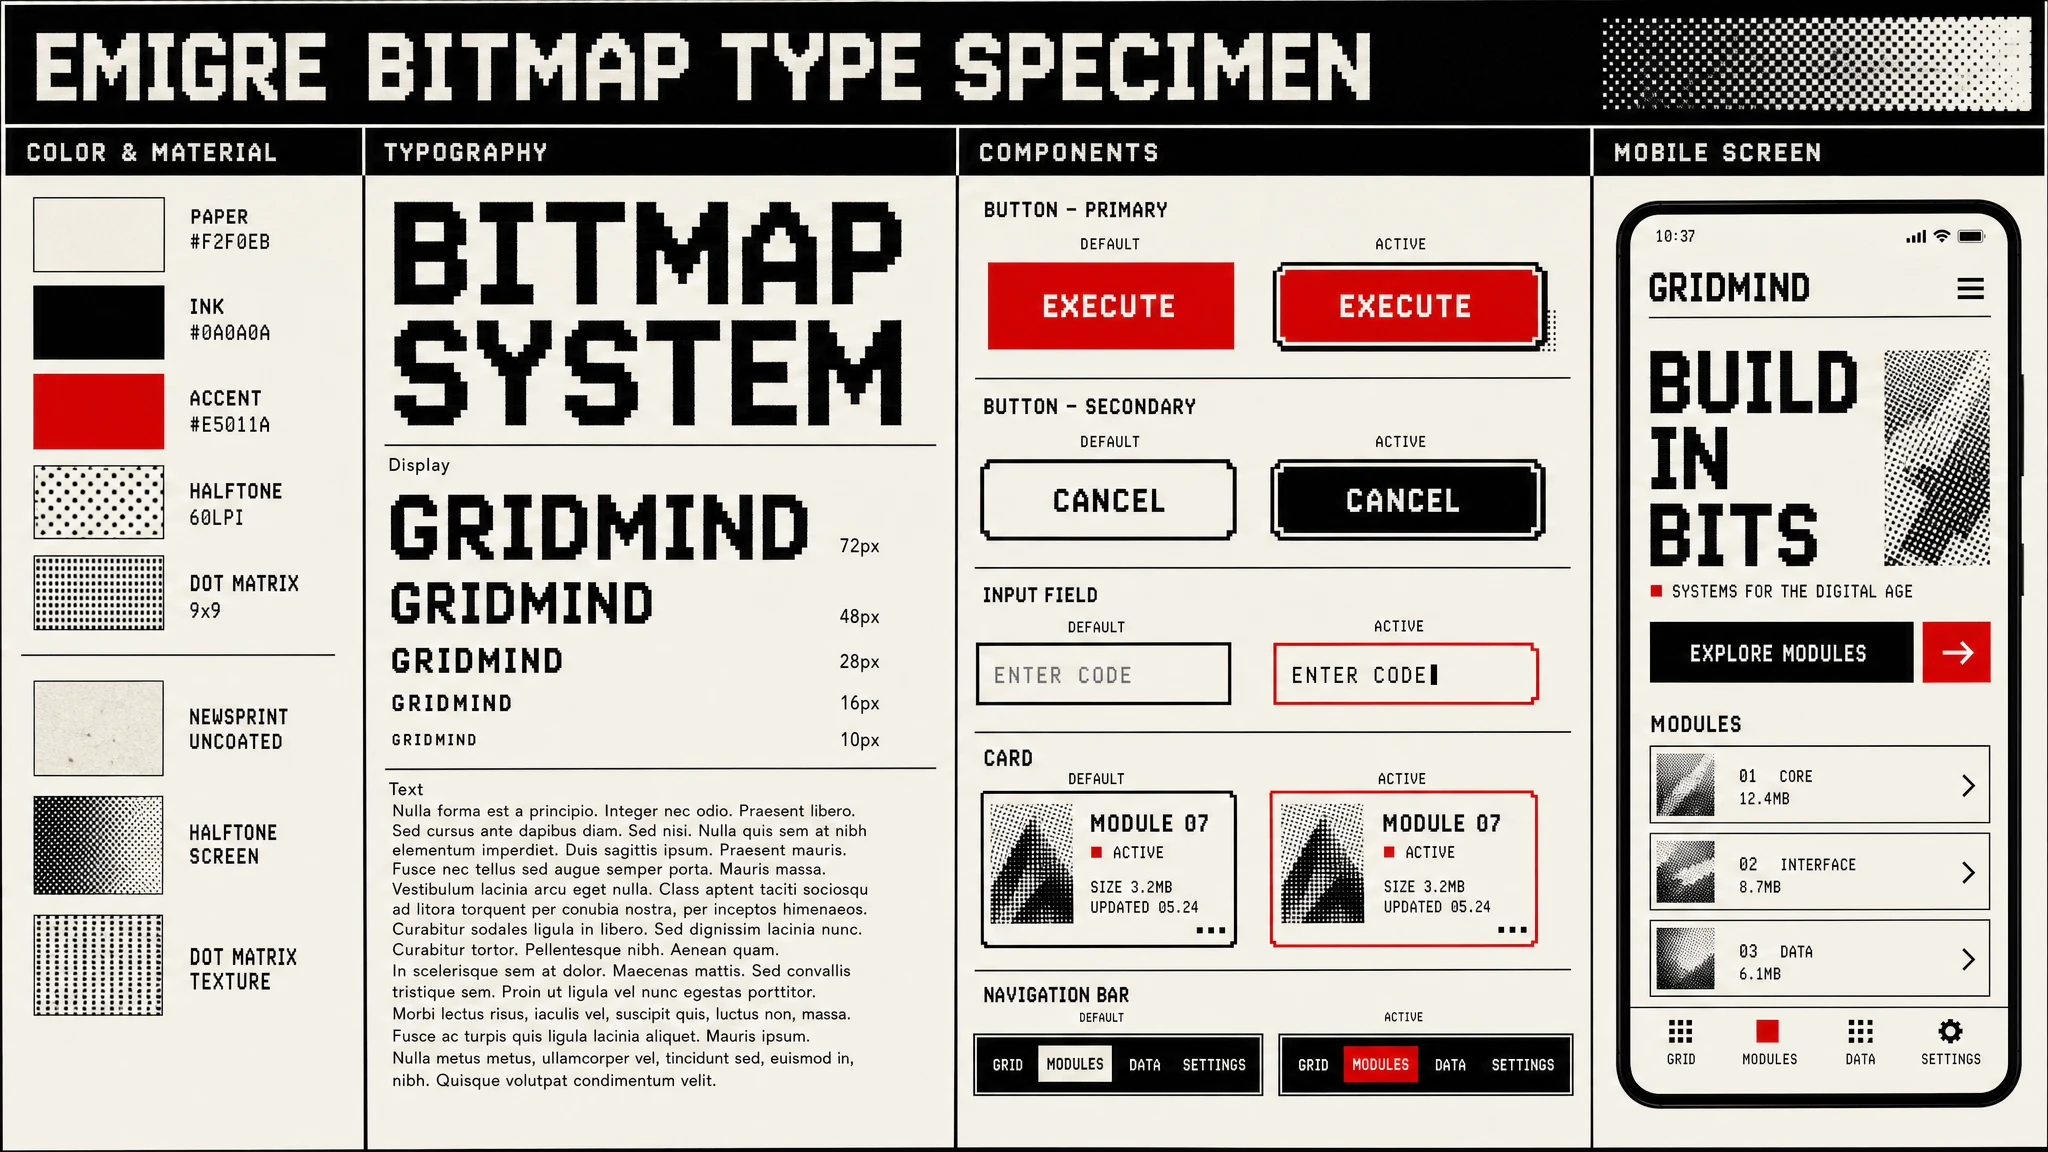 EMIGRE BITMAP TYPE SPECIMEN
COLOR & MATERIAL
PAPER
#F2F0EB
INK
#0A0A0A
ACCENT
#E5011A
HALFTONE
60LPI
DOT MATRIX
9x9
NEWSPRINT
UNCOATED
HALFTONE
SCREEN
DOT MATRIX
TEXTURE
TYPOGRAPHY
BITMAP
SYSTEM
Display
GRIDMIND 72px
GRIDMIND 48px
GRIDMIND 28px
GRIDMIND 16px
GRIDMIND 10px
Text
Nulla forma est a principio. Integer nec odio. Praesent libero.
Sed cursus ante dapibus diam. Sed nisi. Nulla quis sem at nibh
elementum imperdiet. Duis sagittis ipsum. Praesent mauris.
Fusce nec tellus sed augue semper porta. Mauris massa.
Vestibulum lacinia arcu eget nulla. Class aptent taciti sociosqu
ad litora torquent per conubia nostra, per inceptos himenaeos.
Curabitur sodales ligula in libero. Sed dignissim lacinia nunc.
Curabitur tortor. Pellentesque nibh. Aenean quam.
In scelerisque sem at dolor. Maecenas mattis. Sed convallis
tristique sem. Proin ut ligula vel nunc egestas porttitor.
Morbi lectus risus, iaculis vel, suscipit quis, luctus non, massa.
Fusce ac turpis quis ligula lacinia aliquet. Mauris ipsum.
Nulla metus metus, ullamcorper vel, tincidunt sed, euismod in,
nibh. Quisque volutpat condimentum velit.
COMPONENTS
BUTTON – PRIMARY
DEFAULT ACTIVE
EXECUTE EXECUTE
BUTTON – SECONDARY
DEFAULT ACTIVE
CANCEL CANCEL
INPUT FIELD
DEFAULT ACTIVE
ENTER CODE ENTER CODE
CARD
DEFAULT
MODULE 07
ACTIVE
SIZE 3.2MB
UPDATED 05.24
ACTIVE
MODULE 07
ACTIVE
SIZE 3.2MB
UPDATED 05.24
NAVIGATION BAR
DEFAULT
GRID MODULES DATA SETTINGS
ACTIVE
GRID MODULES DATA SETTINGS
MOBILE SCREEN
10:37
GRIDMIND
BUILD
IN
BITS
SYSTEMS FOR THE DIGITAL AGE
EXPLORE MODULES
MODULES
01 CORE
12.4MB
02 INTERFACE
8.7MB
03 DATA
6.1MB
GRID MODULES DATA SETTINGS